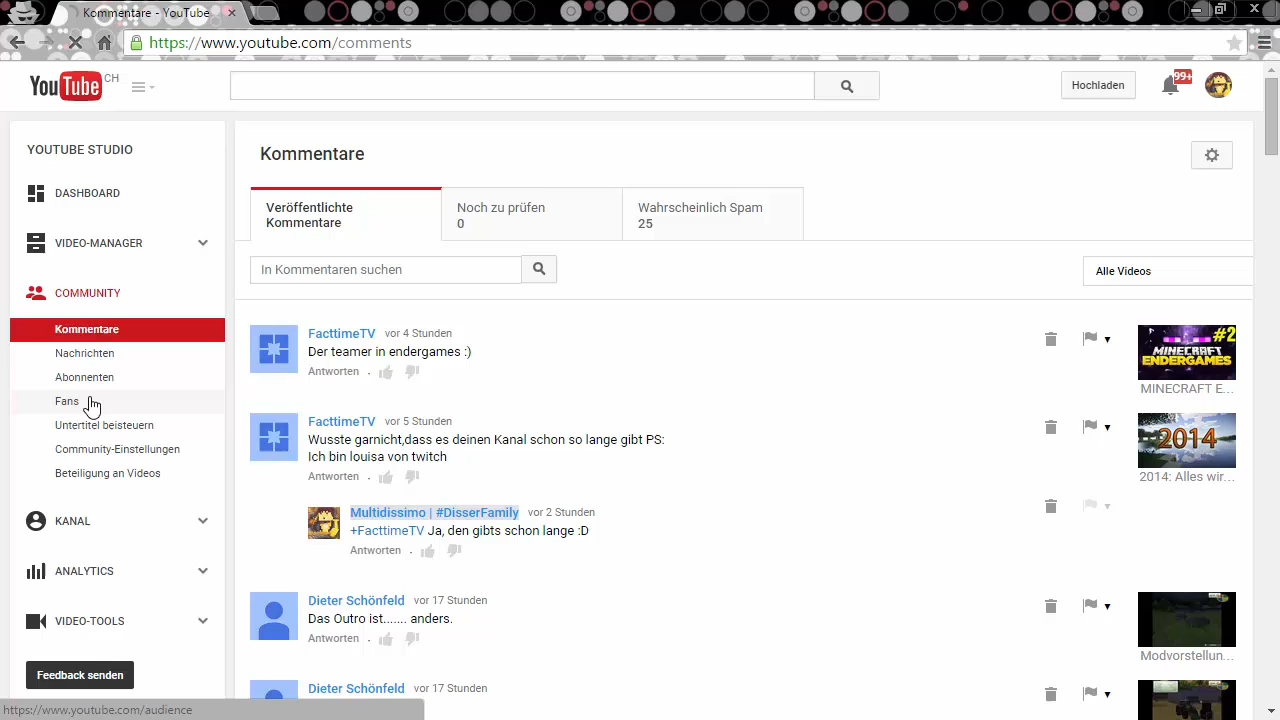 Kommentare - YouTube
https://www.youtube.com/comments
YouTube CH
Hochladen
99+
YOUTUBE STUDIO
DASHBOARD
VIDEO-MANAGER
COMMUNITY
Kommentare
Nachrichten
Abonnenten
Fans
Untertitel beisteuern
Community-Einstellungen
Beteiligung an Videos
KANAL
ANALYTICS
VIDEO-TOOLS
Feedback senden
https://www.youtube.com/audience
Kommentare
Veröffentlichte
Kommentare
Noch zu prüfen
0
Wahrscheinlich Spam
25
In Kommentaren suchen
Alle Videos
FacttimeTV vor 4 Stunden
Der teamer in endergames :)
Antworten
#2
MINECRAFT
ENDERGAMES
MINECRAFT E...
FacttimeTV vor 5 Stunden
Wusste garnicht,dass es deinen Kanal schon so lange gibt PS:
Ich bin louisa von twitch
Antworten
2014
2014: Alles wir...
Multidissimo | #DisserFamily vor 2 Stunden
+FacttimeTV Ja, den gibts schon lange :D
Antworten
Dieter Schönfeld vor 17 Stunden
Das Outro ist....... anders.
Antworten
Modvorstellun...
Dieter Schönfeld vor 17 Stunden